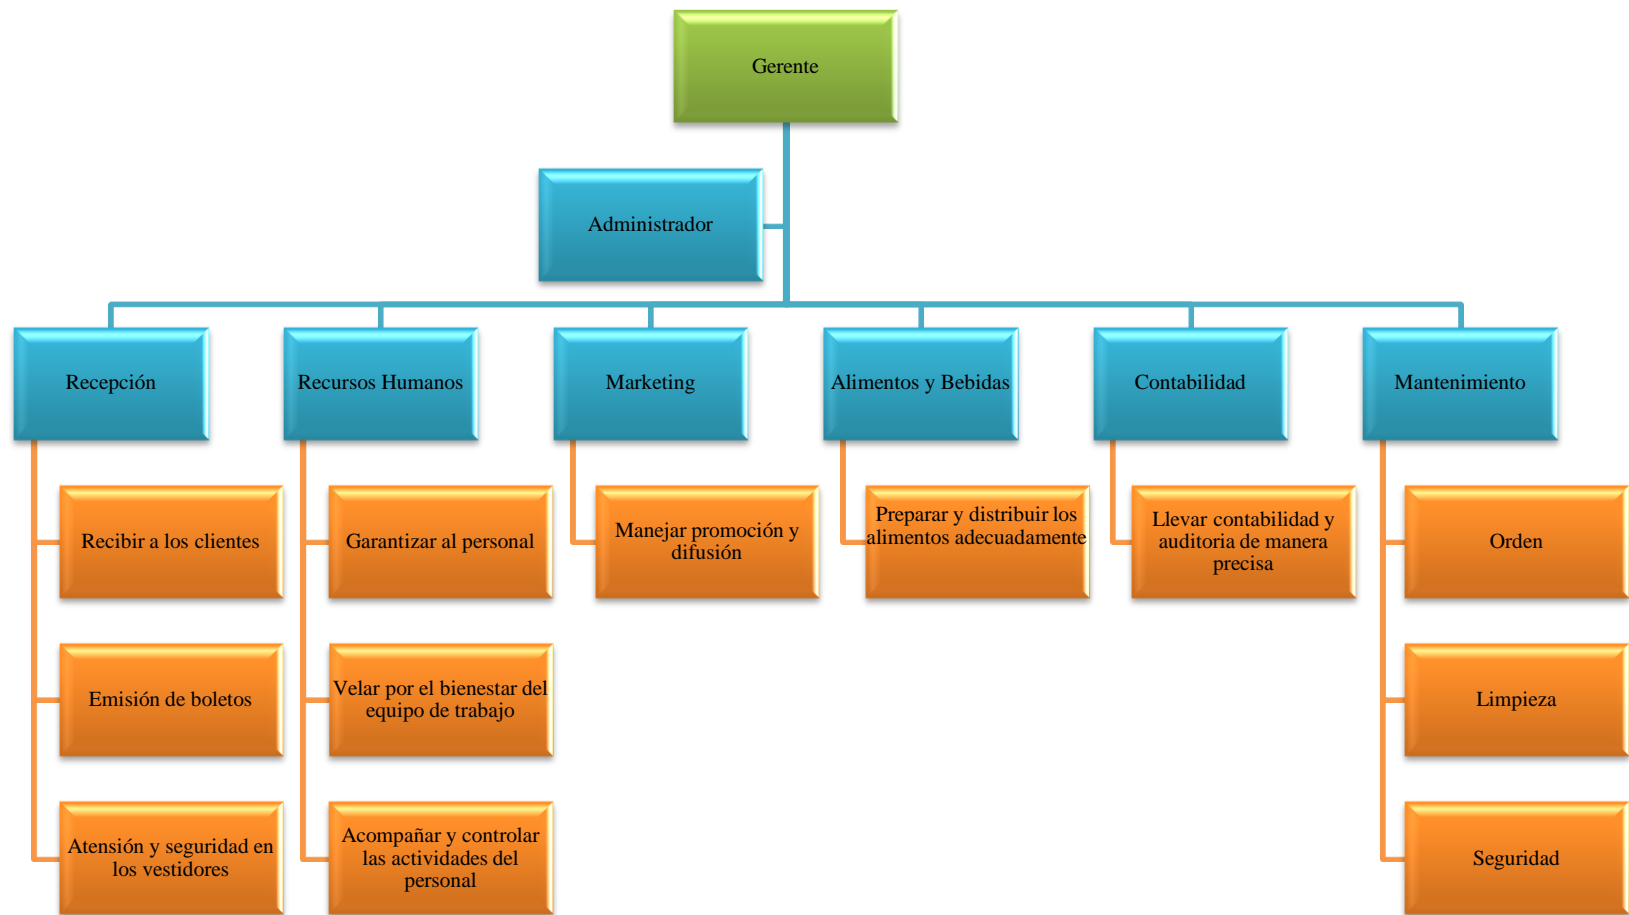 Gerente
Administrador
Recepción
Recursos Humanos
Marketing
Alimentos y Bebidas
Contabilidad
Mantenimiento
Recibir a los clientes
Garantizar al personal
Manejar promoción y
difusión
Preparar y distribuir los
alimentos adecuadamente
Llevar contabilidad y
auditoria de manera
precisa
Orden
Emisión de boletos
Velar por el bienestar del
equipo de trabajo
Limpieza
Atención y seguridad en
los vestidores
Acompañar y controlar
las actividades del
personal
Seguridad